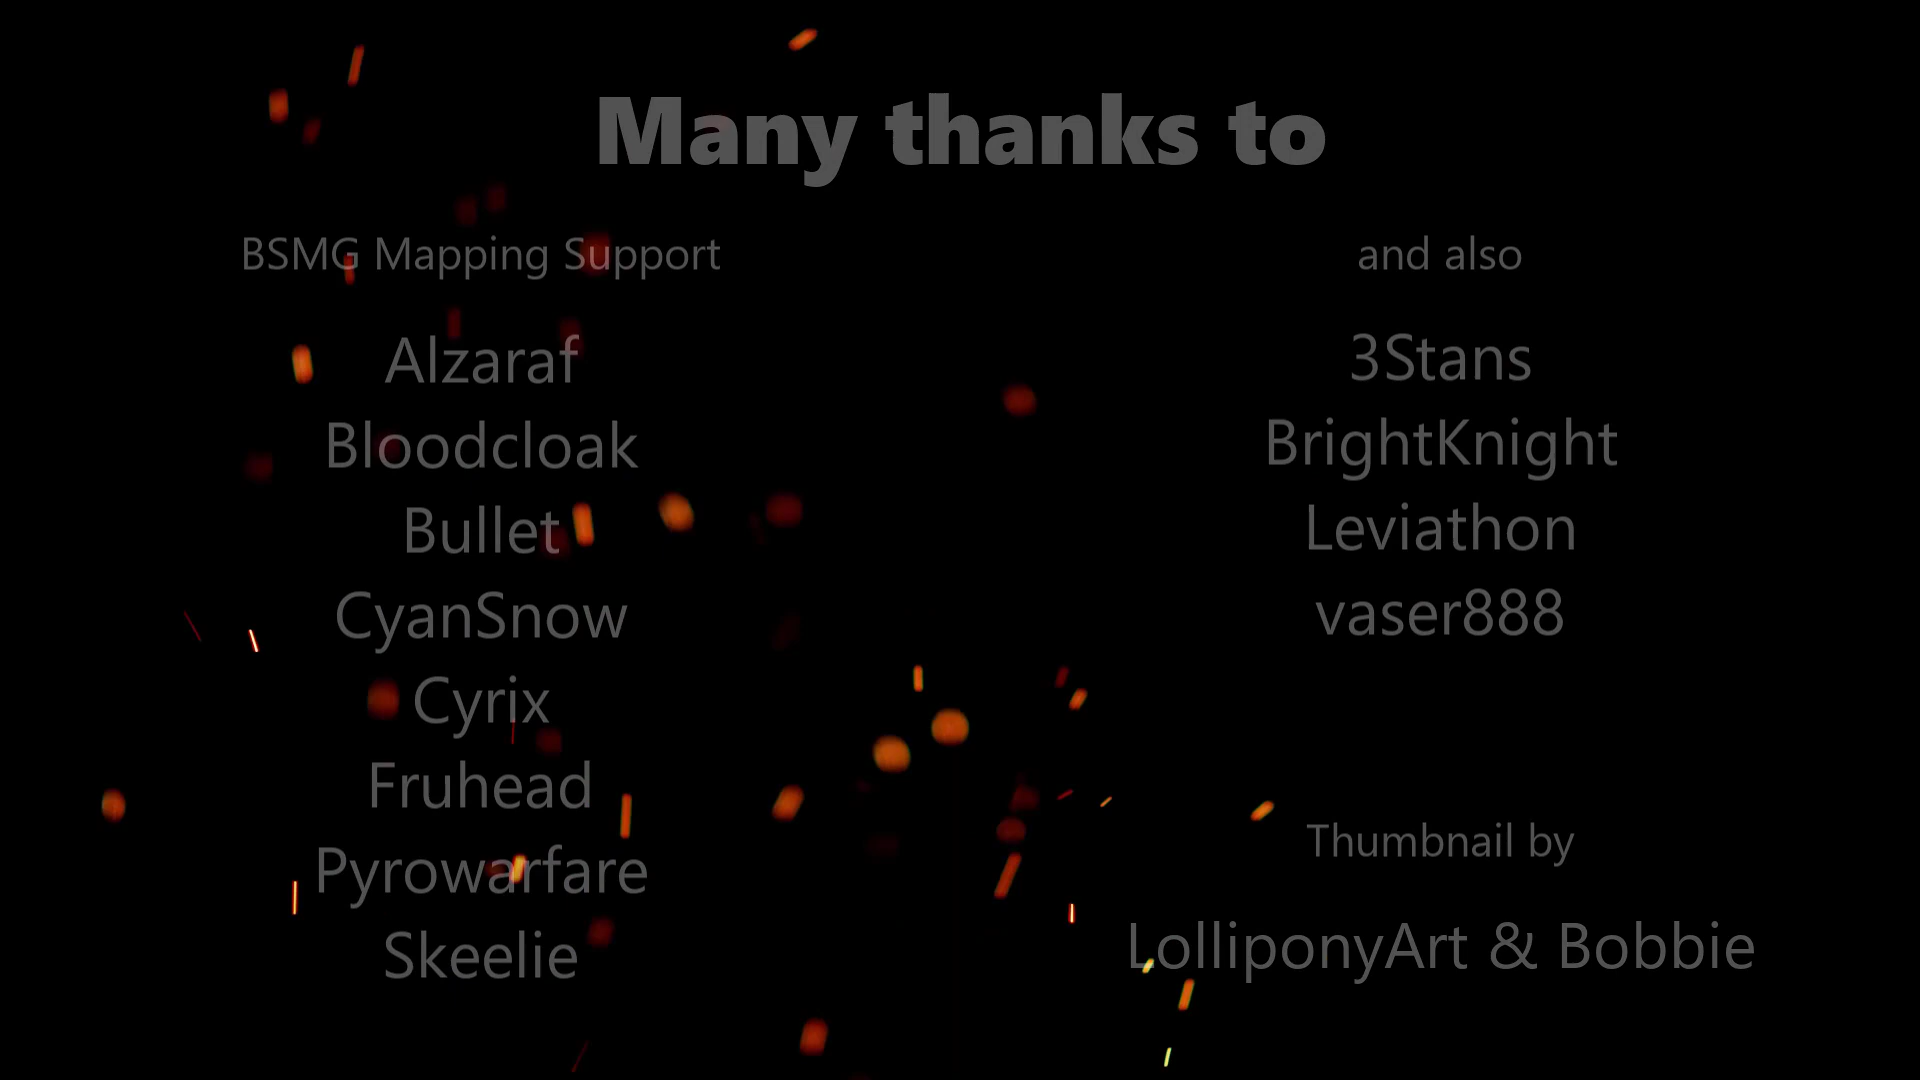 Many thanks to
BSMG Mapping Support
Alzaraf
Bloodcloak
Bullet
CyanSnow
Cyrix
Fruhead
Pyrowarfare
Skeelie
and also
3Stans
BrightKnight
Leviathon
vaser888
Thumbnail by
LolliponyArt & Bobbie